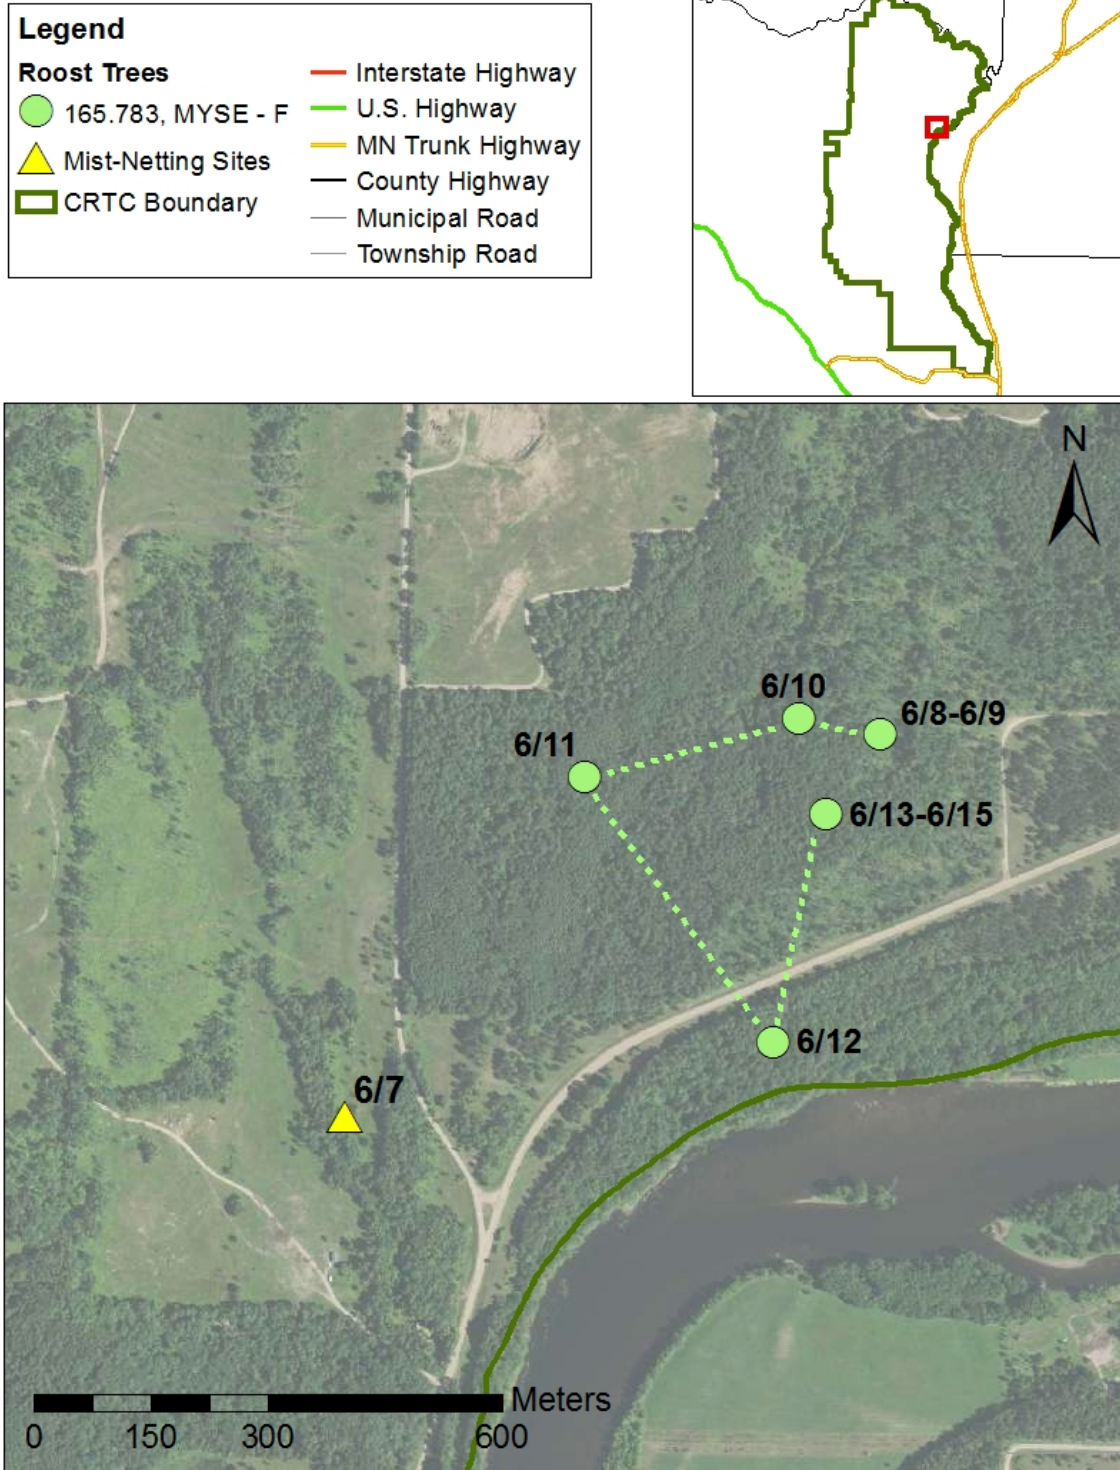 Legend
Roost Trees
165.783, MYSE - F
Mist-Netting Sites
CRTC Boundary
Interstate Highway
U.S. Highway
MN Trunk Highway
County Highway
Municipal Road
Township Road
N
6/10
6/8-6/9
6/11
6/13-6/15
6/12
6/7
Meters
0 150 300 600